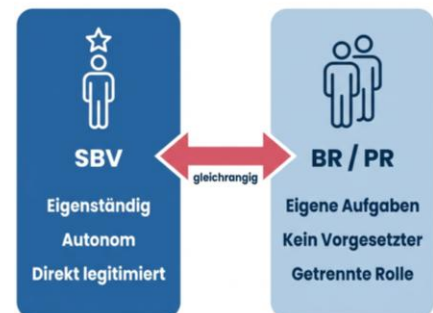 SBV
Eigenständig
Autonom
Direkt legitimiert
gleichrangig
BR / PR
Eigene Aufgaben
Kein Vorgesetzter
Getrennte Rolle